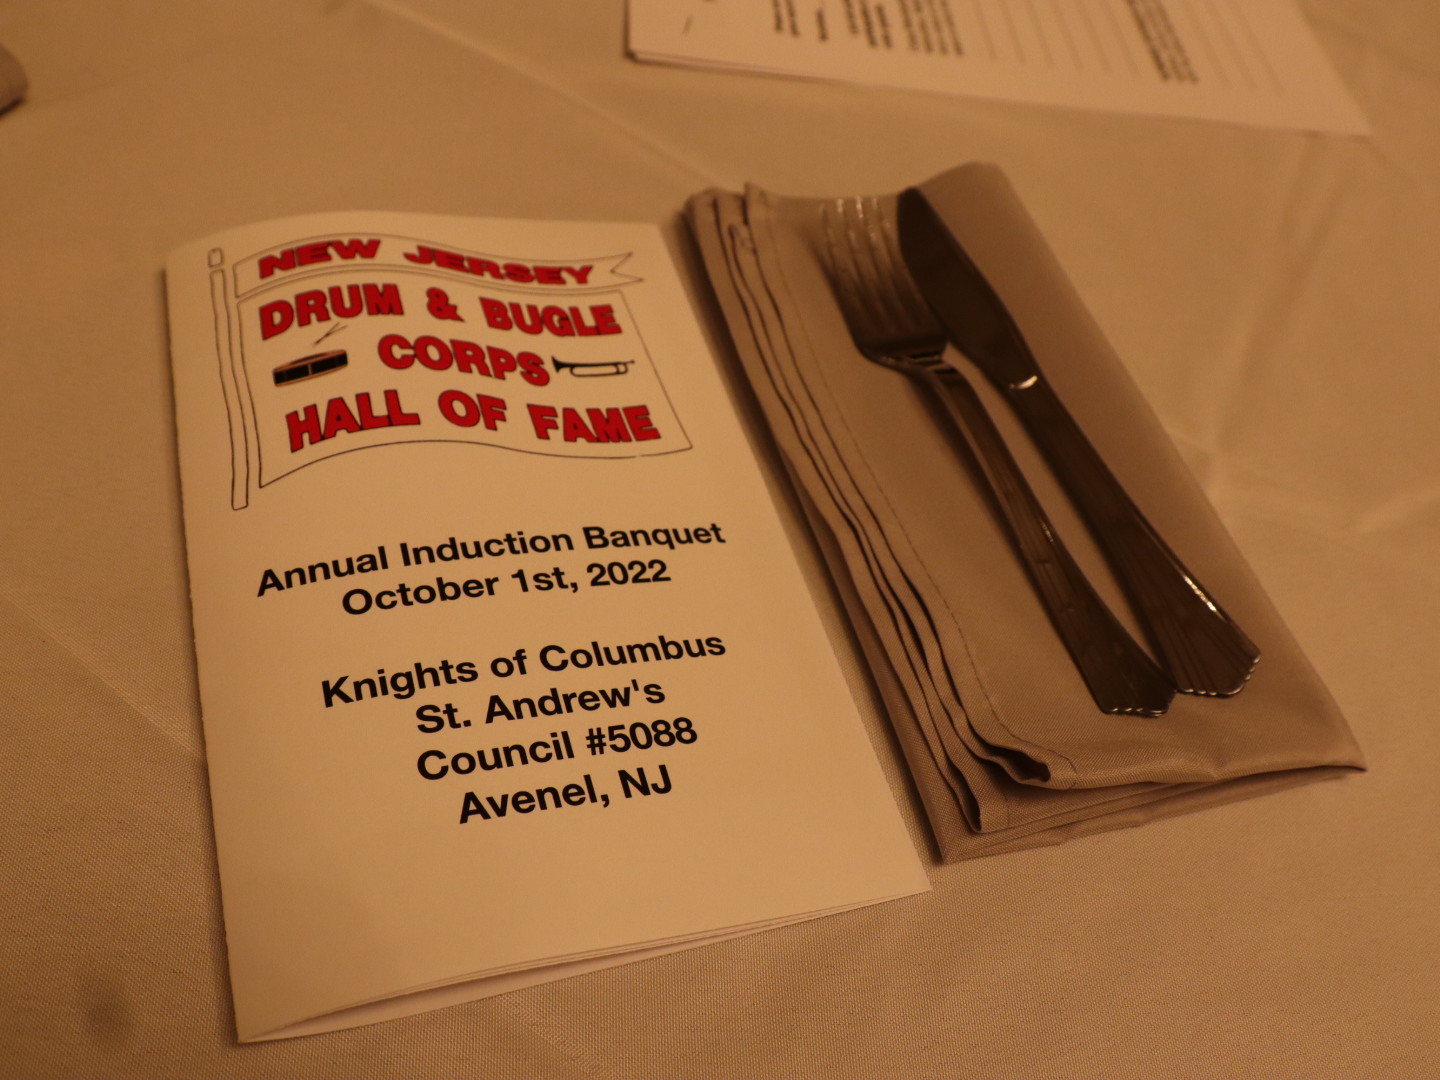 NEW JERSEY
DRUM & BUGLE
CORPS
HALL OF FAME
Annual Induction Banquet
October 1st, 2022
Knights of Columbus
St. Andrew's
Council #5088
Avenel, NJ